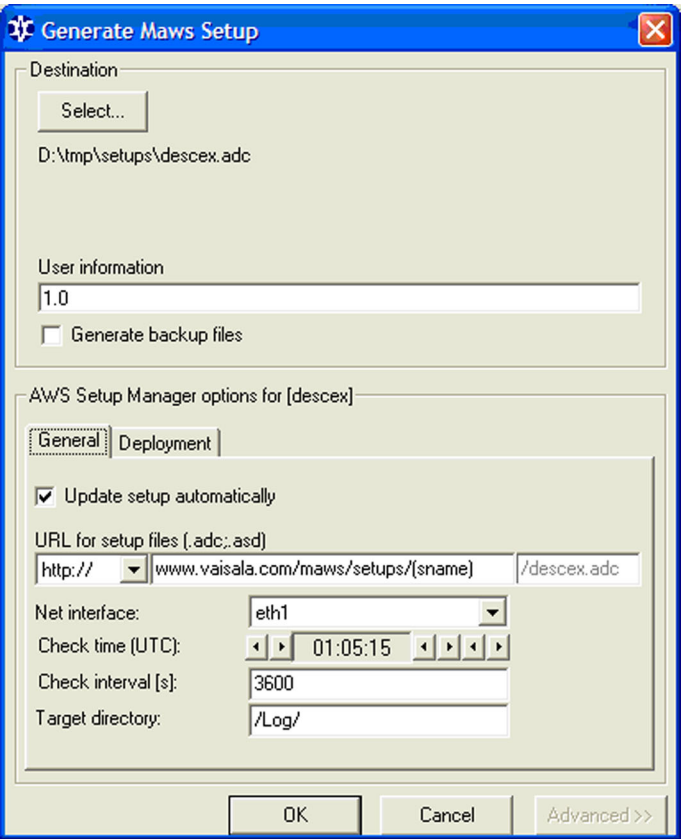 Generate Maws Setup
Destination
Select...
D:\tmp\setups\descex.adc
User information
1.0
Generate backup files
AWS Setup Manager options for [descex]
General Deployment
Update setup automatically
URL for setup files (.adc;.asd)
http:// www.vaisala.com/maws/setups/(sname) /descex.adc
Net interface: eth1
Check time (UTC): 01:05:15
Check interval [s]: 3600
Target directory: /Log/
OK Cancel Advanced >>